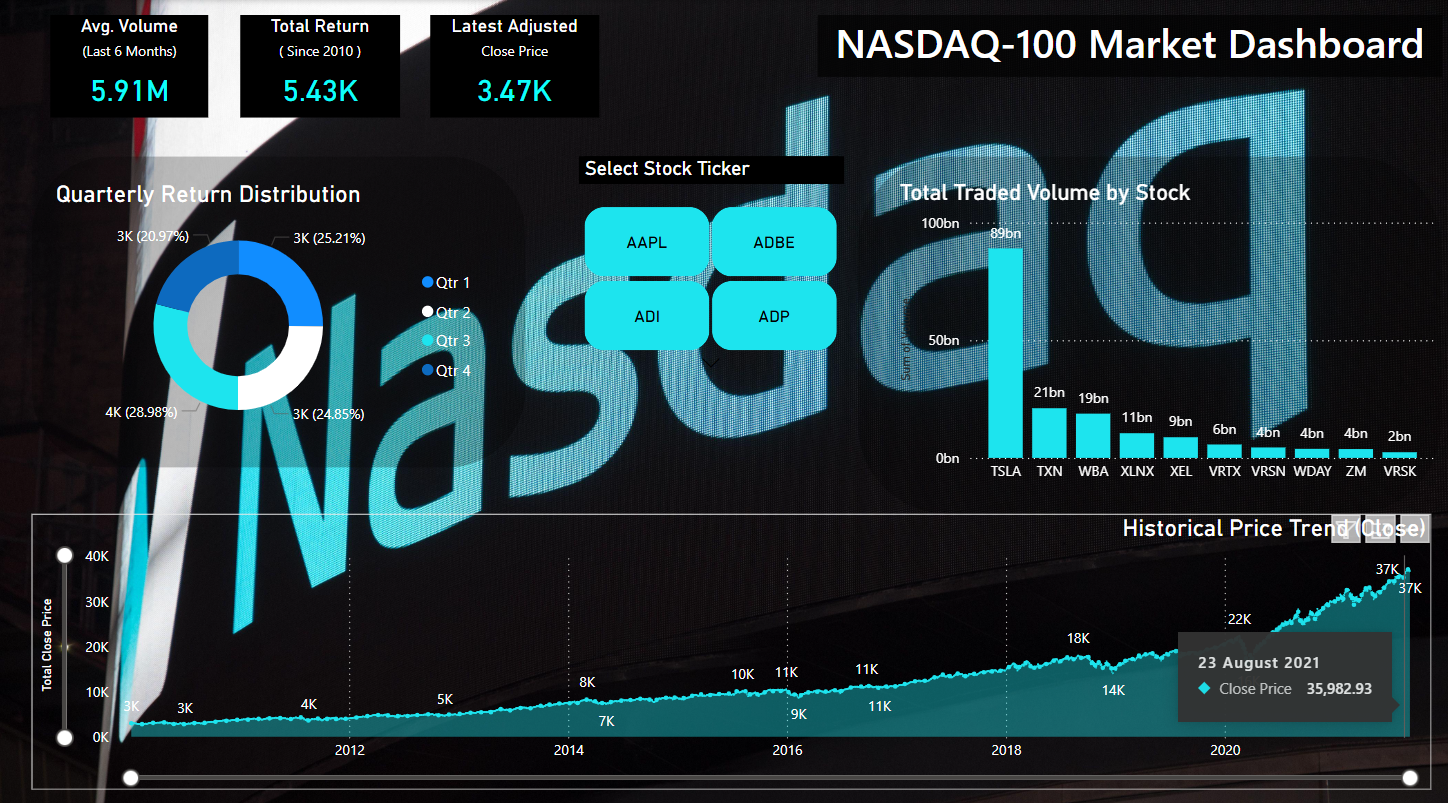 Avg. Volume
(Last 6 Months)
5.91M
Total Return
( Since 2010 )
5.43K
Latest Adjusted
Close Price
3.47K
NASDAQ-100 Market Dashboard
Nasdaq
Quarterly Return Distribution
3K (20.97%)
3K (25.21%)
4K (28.98%)
3K (24.85%)
Qtr 1
Qtr 2
Qtr 3
Qtr 4
Select Stock Ticker
AAPL
ADBE
ADI
ADP
Total Traded Volume by Stock
Sum of
100bn
50bn
0bn
89bn
21bn
19bn
11bn
9bn
6bn
4bn
4bn
4bn
2bn
TSLA
TXN
WBA
XLNX
XEL
VRTX
VRSN
WDAY
ZM
VRSK
Historical Price Trend (Close)
Total Close Price
40K
30K
20K
10K
0K
3K
3K
4K
5K
8K
7K
10K
11K
9K
11K
11K
18K
14K
22K
37K
37K
23 August 2021
Close Price 35,982.93
2012
2014
2016
2018
2020